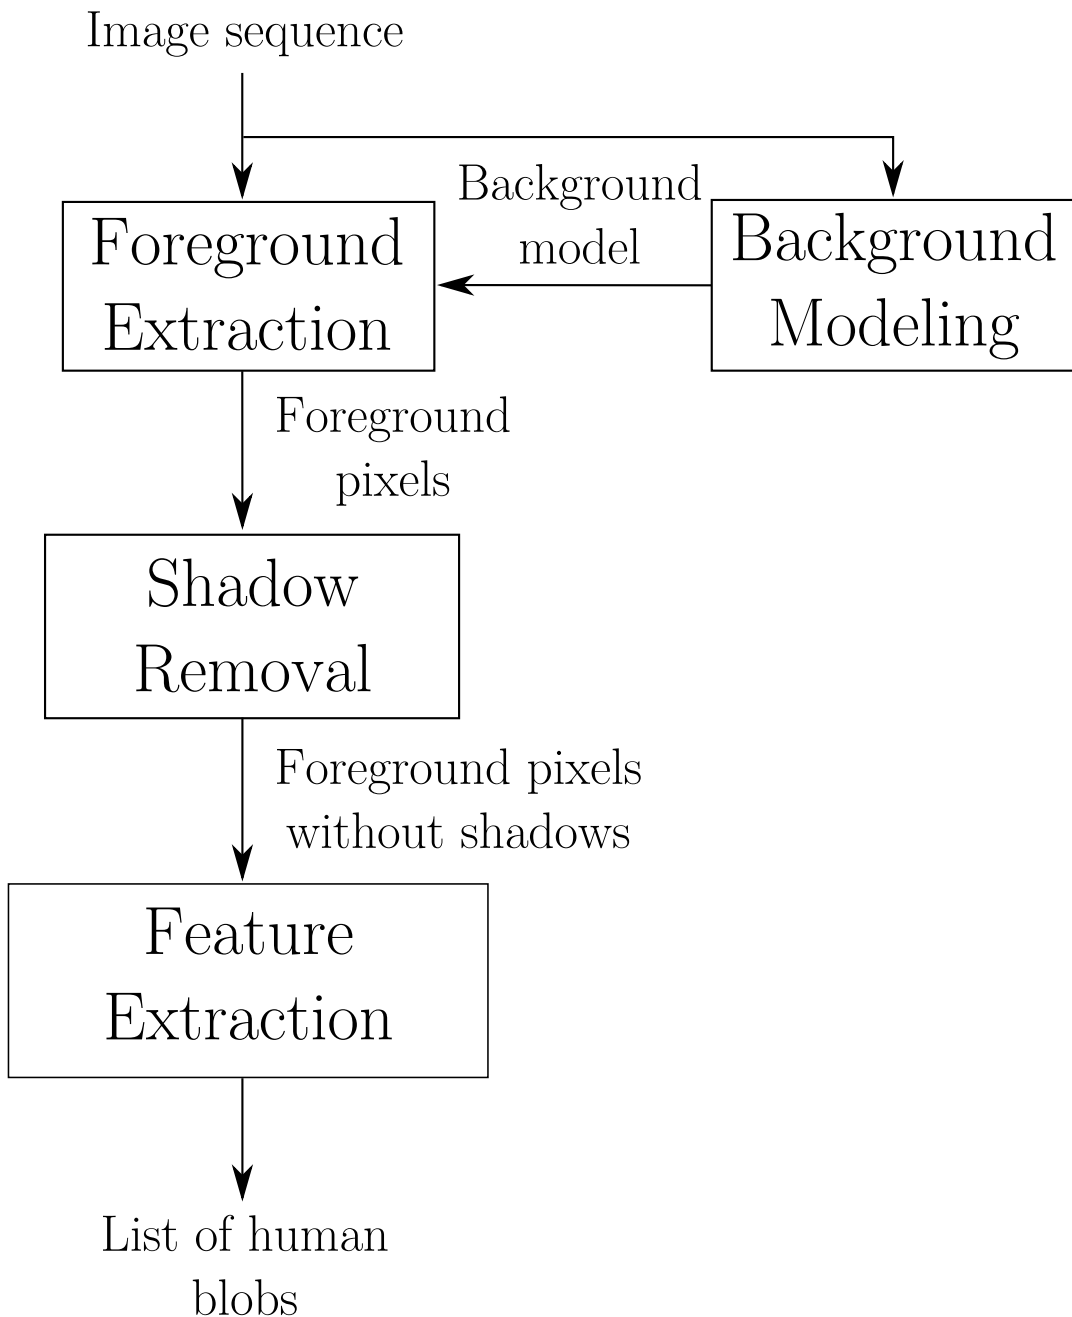 Image sequence
Background
model
Foreground
Extraction
Background
Modeling
Foreground
pixels
Shadow
Removal
Foreground pixels
without shadows
Feature
Extraction
List of human
blobs